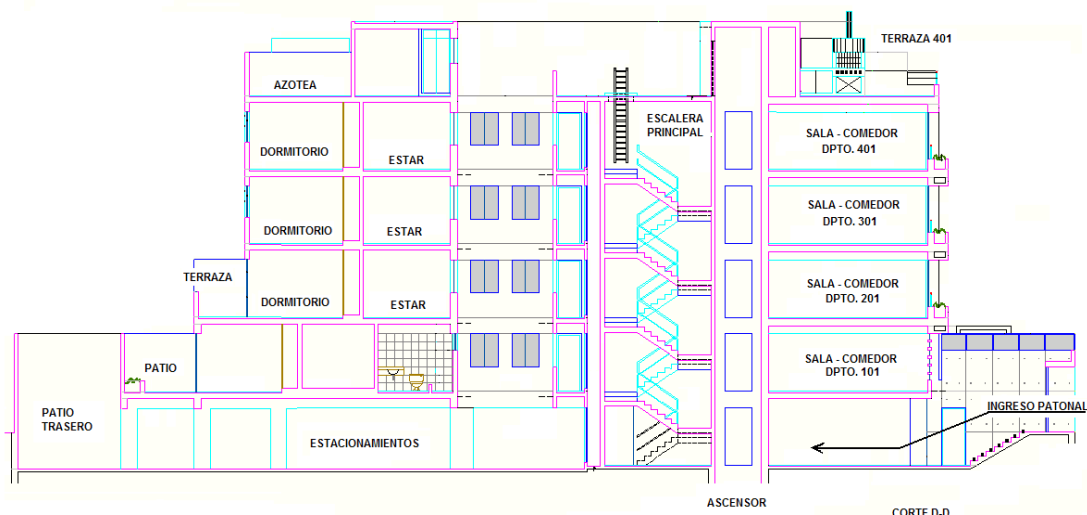 TERRAZA 401
AZOTEA
ESCALERA
PRINCIPAL
SALA - COMEDOR
DPTO. 401
DORMITORIO
ESTAR
SALA - COMEDOR
DPTO. 301
DORMITORIO
ESTAR
TERRAZA
SALA - COMEDOR
DPTO. 201
DORMITORIO
ESTAR
PATIO
SALA - COMEDOR
DPTO. 101
PATIO
TRASERO
INGRESO PATONAL
ESTACIONAMIENTOS
ASCENSOR
CORTE D-D